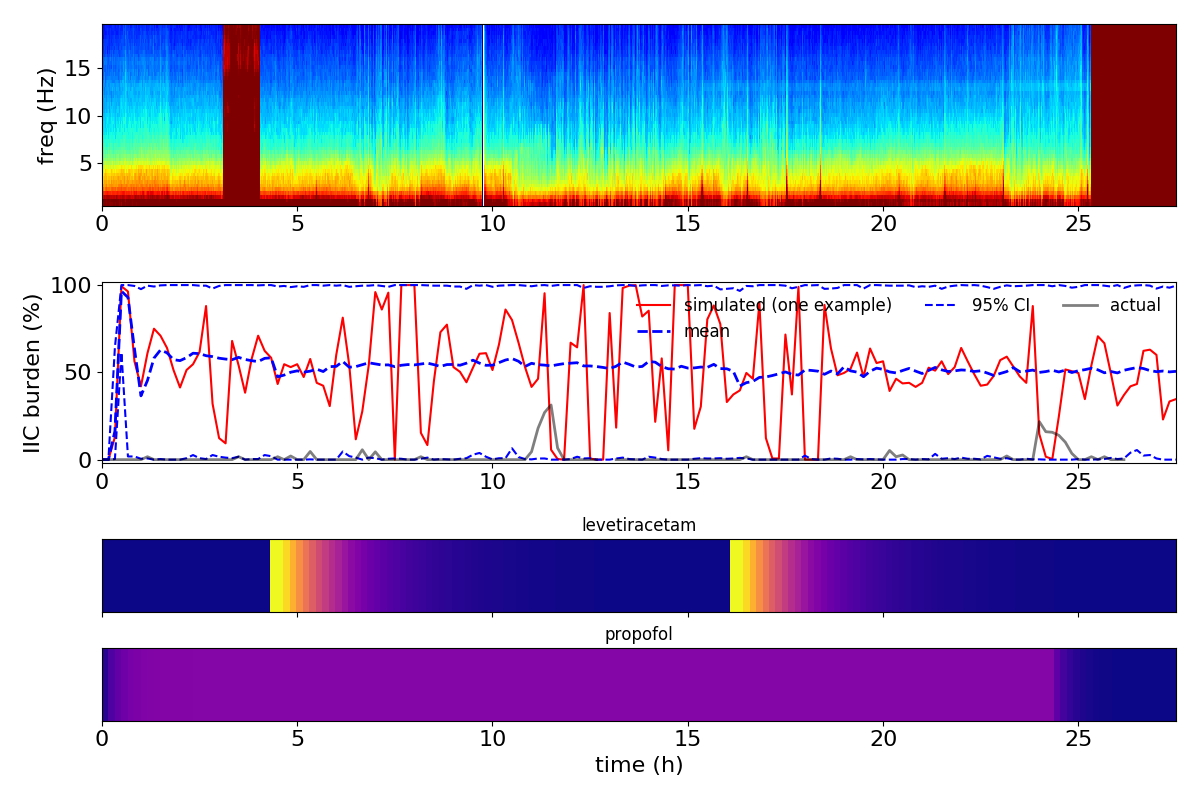 freq (Hz)
15
10
5
0 5 10 15 20 25
IIC burden (%)
100
50
0
simulated (one example)
mean
95% CI
actual
0 5 10 15 20 25
levetiracetam
propofol
0 5 10 15 20 25
time (h)